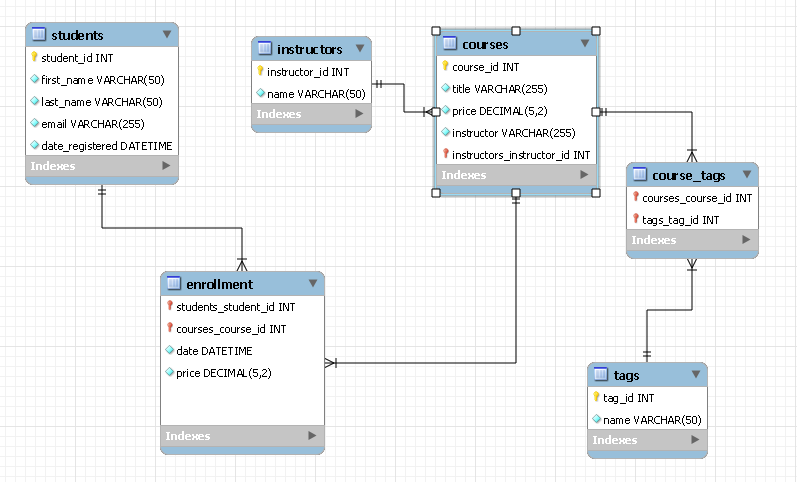 students
student_id INT
first_name VARCHAR(50)
last_name VARCHAR(50)
email VARCHAR(255)
date_registered DATETIME
Indexes
instructors
instructor_id INT
name VARCHAR(50)
Indexes
courses
course_id INT
title VARCHAR(255)
price DECIMAL(5,2)
instructor VARCHAR(255)
instructors_instructor_id INT
Indexes
course_tags
courses_course_id INT
tags_tag_id INT
Indexes
enrollment
students_student_id INT
courses_course_id INT
date DATETIME
price DECIMAL(5,2)
Indexes
tags
tag_id INT
name VARCHAR(50)
Indexes